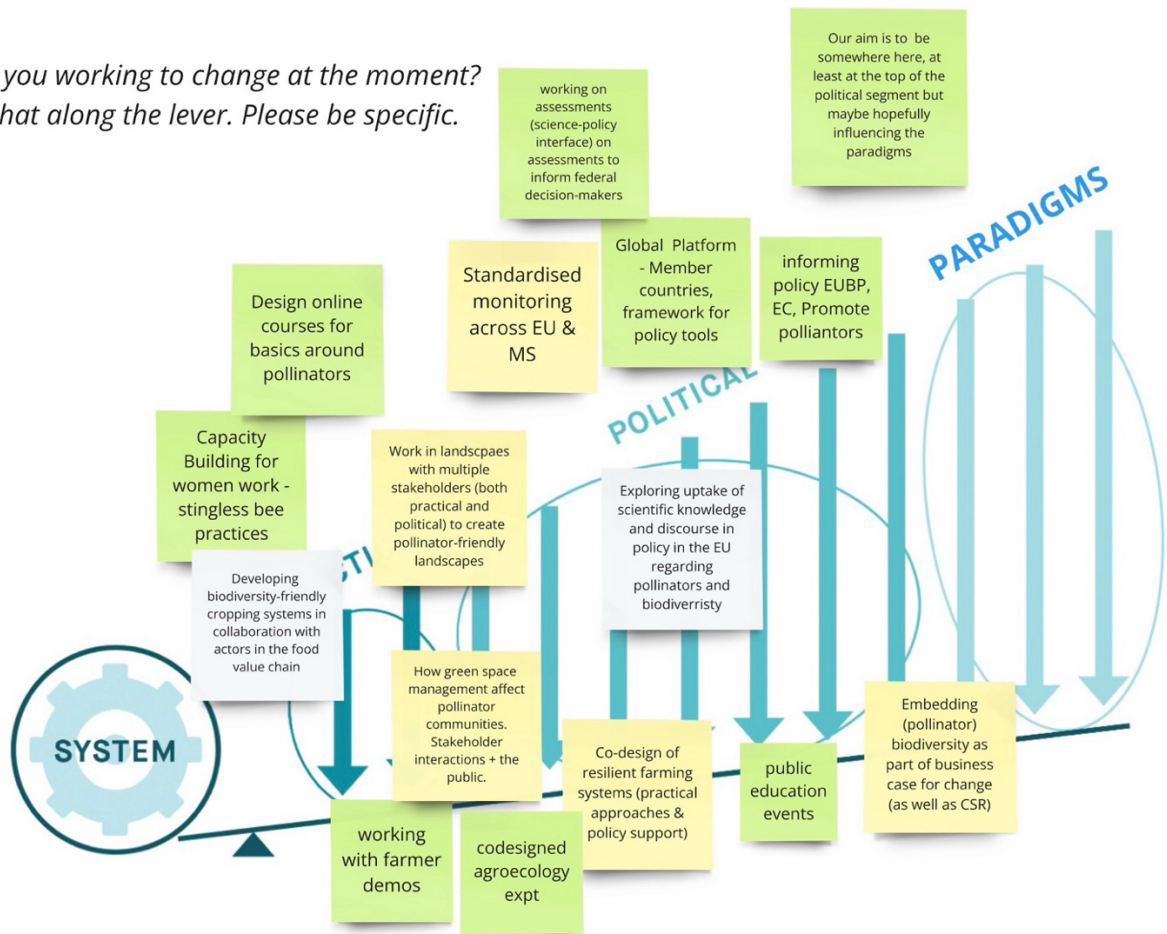 you working to change at the moment?
hat along the lever. Please be specific.
Our aim is to be
somewhere here, at
least at the top of the
political segment but
maybe hopefully
influencing the
paradigms
working on
assessments
(science-policy
interface) on
assessments to
inform federal
decision-makers
PARADIGMS
Global Platform
- Member
countries,
framework for
policy tools
informing
policy EUBP,
EC, Promote
polliantors
Standardised
monitoring
across EU &
MS
Design online
courses for
basics around
pollinators
POLITICAL
Capacity
Building for
women work -
stingless bee
practices
Work in landscpaes
with multiple
stakeholders (both
practical and
political) to create
pollinator-friendly
landscapes
Exploring uptake of
scientific knowledge
and discourse in
policy in the EU
regarding
pollinators and
biodiverristy
CTI
Developing
biodiversity-friendly
cropping systems in
collaboration with
actors in the food
value chain
How green space
management affect
pollinator
communities.
Stakeholder
interactions + the
public.
SYSTEM
Embedding
(pollinator)
biodiversity as
part of business
case for change
(as well as CSR)
Co-design of
resilient farming
systems (practical
approaches &
policy support)
public
education
events
working
with farmer
demos
codesigned
agroecology
expt